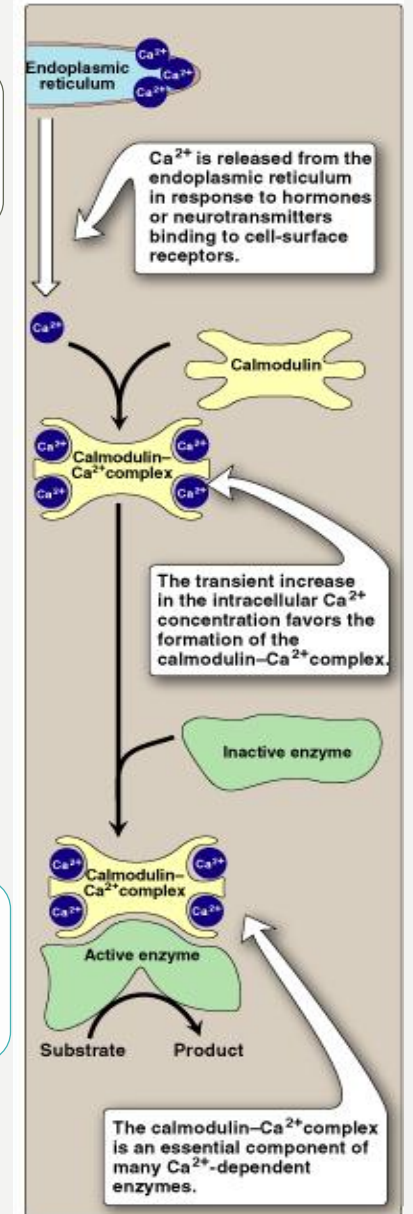 Ca²⁺
Endoplasmic Ca²⁺
reticulum Ca²⁺
Ca²⁺ is released from the
endoplasmic reticulum
in response to hormones
or neurotransmitters
binding to cell-surface
receptors.
Ca²⁺
Calmodulin
Ca²⁺ Ca²⁺
Calmodulin–
Ca²⁺complex
Ca²⁺ Ca²⁺
The transient increase
in the intracellular Ca²⁺
concentration favors the
formation of the
calmodulin–Ca²⁺complex.
Inactive enzyme
Ca²⁺ Ca²⁺
Calmodulin–
Ca²⁺complex
Ca²⁺ Ca²⁺
Active enzyme
Substrate Product
The calmodulin–Ca²⁺complex
is an essential component of
many Ca²⁺-dependent
enzymes.